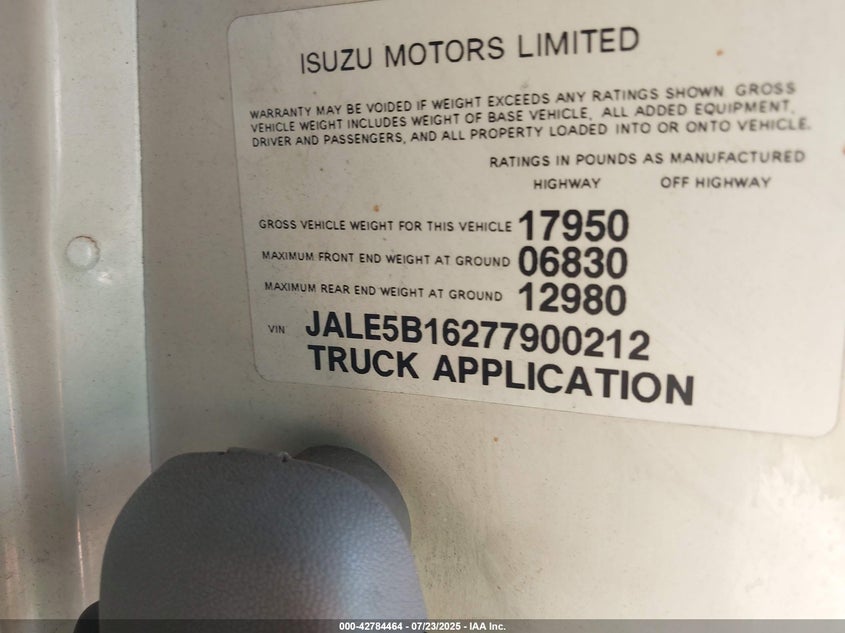 ISUZU MOTORS LIMITED
WARRANTY MAY BE VOIDED IF WEIGHT EXCEEDS ANY RATINGS SHOWN GROSS
VEHICLE WEIGHT INCLUDES WEIGHT OF BASE VEHICLE, ALL ADDED EQUIPMENT,
DRIVER AND PASSENGERS, AND ALL PROPERTY LOADED INTO OR ONTO VEHICLE.
RATINGS IN POUNDS AS MANUFACTURED
HIGHWAY OFF HIGHWAY
GROSS VEHICLE WEIGHT FOR THIS VEHICLE 17950
MAXIMUM FRONT END WEIGHT AT GROUND 06830
MAXIMUM REAR END WEIGHT AT GROUND 12980
VIN JALE5B16277900212
TRUCK APPLICATION
000-42784464 - 07/23/2025 - IAA Inc.